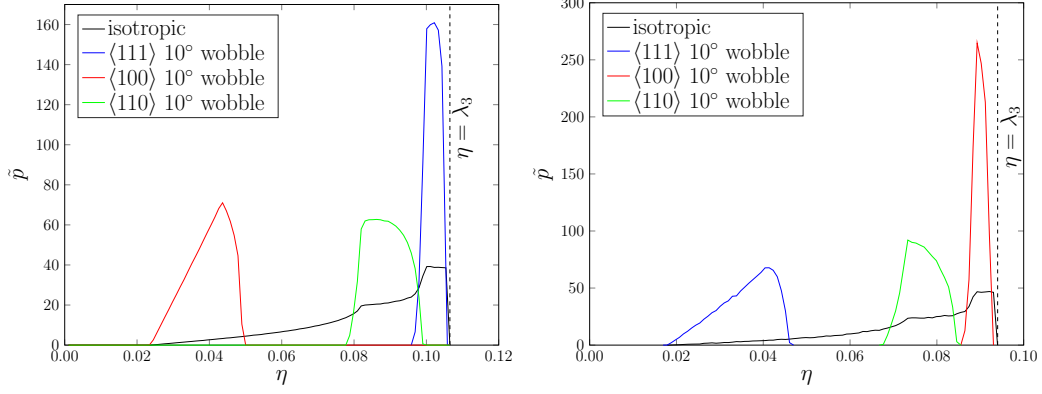 isotropic
⟨111⟩ 10° wobble
⟨100⟩ 10° wobble
⟨110⟩ 10° wobble
160
140
120
100
80
60
40
20
0
p̃
η = λ₃
0.00 0.02 0.04 0.06 0.08 0.10 0.12
η
isotropic
⟨111⟩ 10° wobble
⟨100⟩ 10° wobble
⟨110⟩ 10° wobble
300
250
200
150
100
50
0
p̃
η = λ₃
0.00 0.02 0.04 0.06 0.08 0.10
η